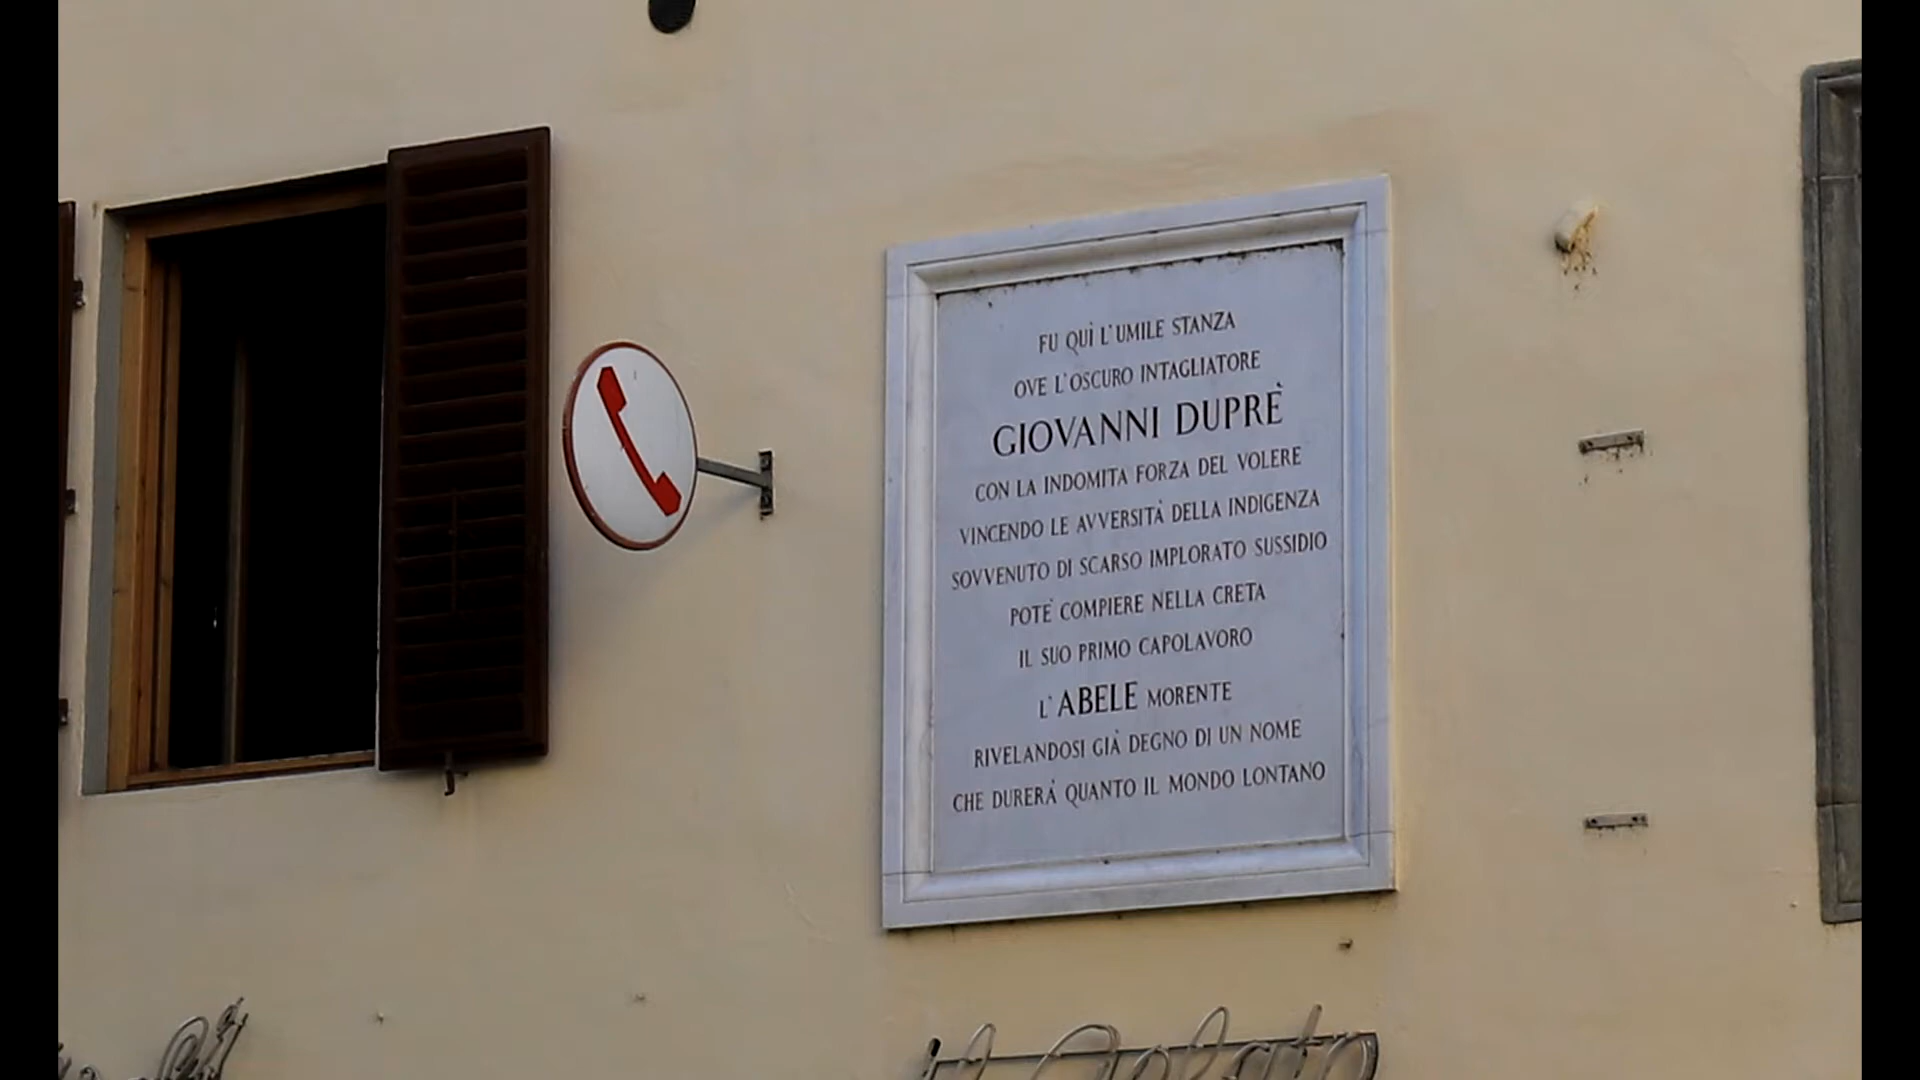 FU QUÌ L'UMILE STANZA
OVE L'OSCURO INTAGLIATORE
GIOVANNI DUPRÈ
CON LA INDOMITA FORZA DEL VOLERE
VINCENDO LE AVVERSITÀ DELLA INDIGENZA
SOVVENUTO DI SCARSO IMPLORATO SUSSIDIO
POTE' COMPIERE NELLA CRETA
IL SUO PRIMO CAPOLAVORO
L'ABELE MORENTE
RIVELANDOSI GIÀ DEGNO DI UN NOME
CHE DURERÀ QUANTO IL MONDO LONTANO
il